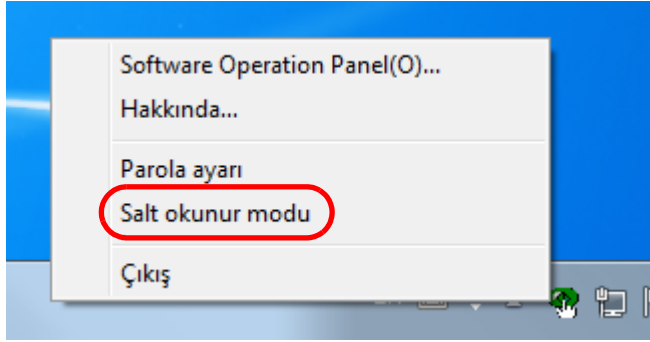 Software Operation Panel(O)...
Hakkında...
Parola ayarı
Salt okunur modu
Çıkış